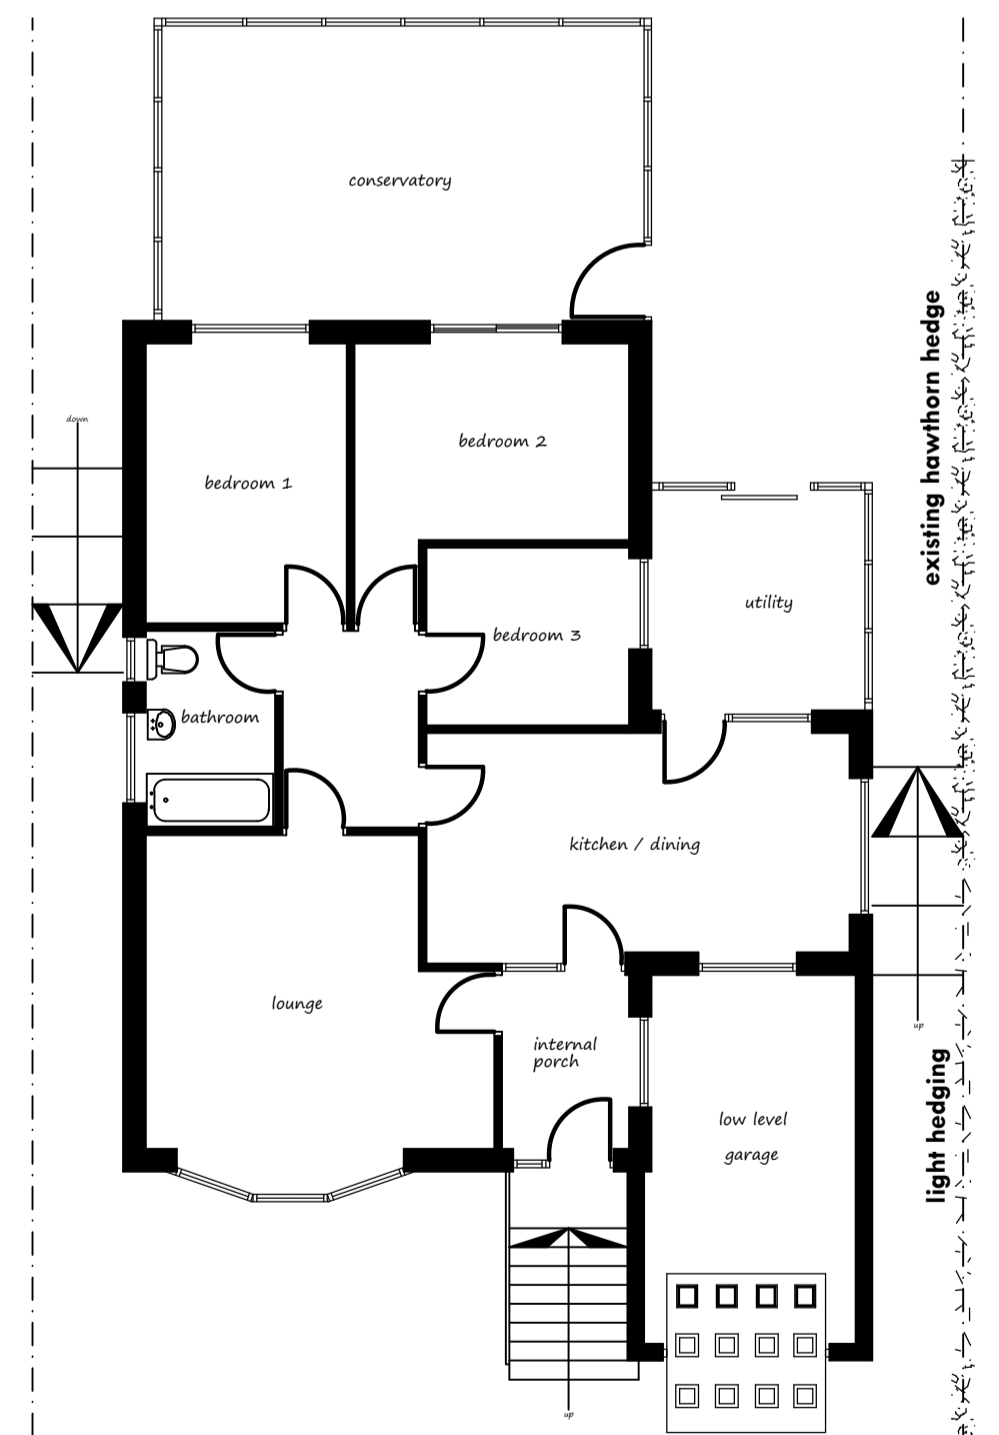 conservatory
existing hawthorn hedge
down
bedroom 2
bedroom 1
utility
bedroom 3
bathroom
kitchen / dining
lounge
up
internal
porch
low level
garage
light hedging
up